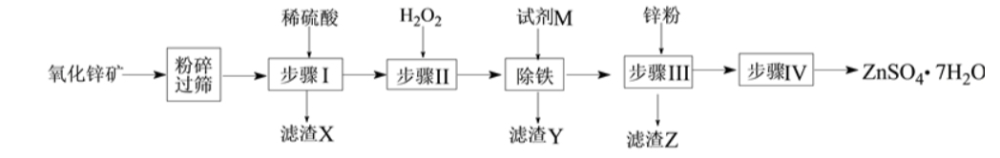 稀硫酸 H₂O₂ 试剂M 锌粉
氧化锌矿 粉碎过筛 步骤I 步骤II 除铁 步骤III 步骤IV ZnSO₄·7H₂O
滤渣X 滤渣Y 滤渣Z